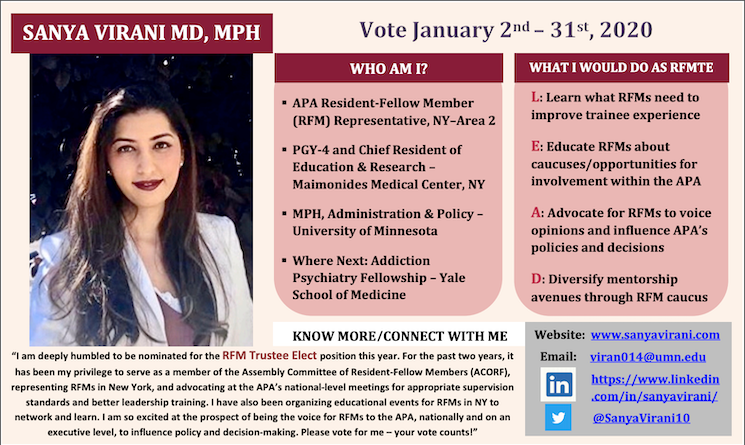 SANYA VIRANI MD, MPH
Vote January 2nd – 31st, 2020
WHO AM I?
▪ APA Resident-Fellow Member
(RFM) Representative, NY–Area 2
▪ PGY-4 and Chief Resident of
Education & Research –
Maimonides Medical Center, NY
▪ MPH, Administration & Policy –
University of Minnesota
▪ Where Next: Addiction
Psychiatry Fellowship – Yale
School of Medicine
WHAT I WOULD DO AS RFMTE
L: Learn what RFMs need to
improve trainee experience
E: Educate RFMs about
caucuses/opportunities for
involvement within the APA
A: Advocate for RFMs to voice
opinions and influence APA’s
policies and decisions
D: Diversify mentorship
avenues through RFM caucus
KNOW MORE/CONNECT WITH ME
“I am deeply humbled to be nominated for the RFM Trustee Elect position this year. For the past two years, it
has been my privilege to serve as a member of the Assembly Committee of Resident-Fellow Members (ACORF),
representing RFMs in New York, and advocating at the APA’s national-level meetings for appropriate supervision
standards and better leadership training. I have also been organizing educational events for RFMs in NY to
network and learn. I am so excited at the prospect of being the voice for RFMs to the APA, nationally and on an
executive level, to influence policy and decision-making. Please vote for me – your vote counts!”
Website: www.sanyavirani.com
Email: viran014@umn.edu
in
https://www.linkedin
.com/in/sanyavirani/
@SanyaVirani10